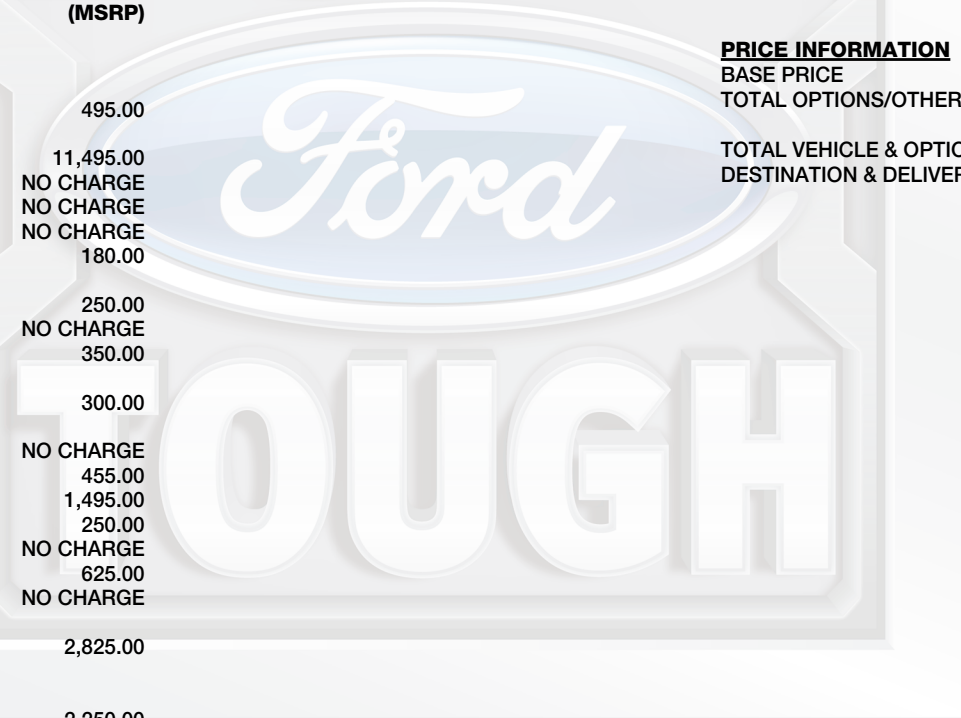 (MSRP)
495.00
11,495.00
NO CHARGE
NO CHARGE
NO CHARGE
180.00
250.00
NO CHARGE
350.00
300.00
NO CHARGE
455.00
1,495.00
250.00
NO CHARGE
625.00
NO CHARGE
2,825.00
PRICE INFORMATION
BASE PRICE
TOTAL OPTIONS/OTHER
TOTAL VEHICLE & OPTIO
DESTINATION & DELIVER
Ford
TOUGH